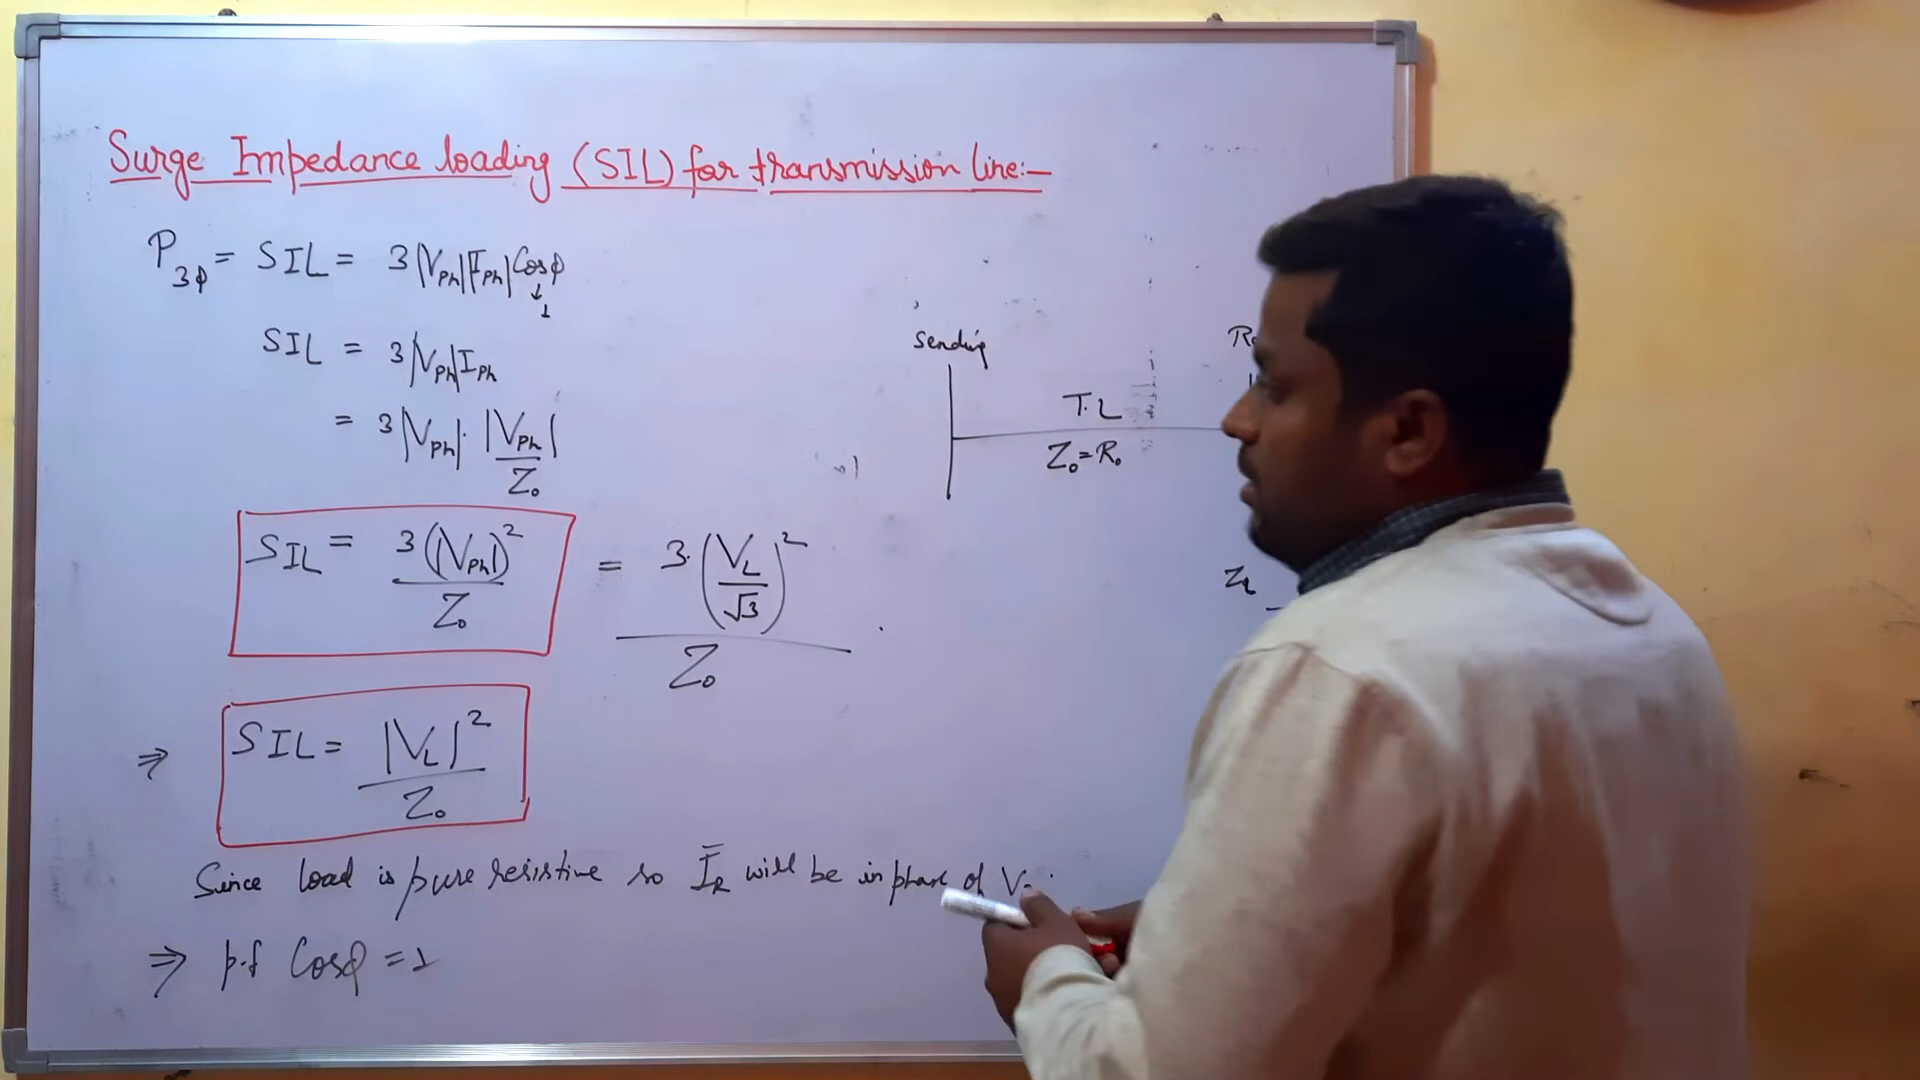 Surge Impedance loading (SIL) for transmission line:-
P3φ = SIL = 3|Vph||Iph|Cosφ
↓
1
SIL = 3|Vph|Iph
= 3|Vph|·|Vph|/Z₀
SIL = 3(|Vph|)²/Z₀ = 3·(VL/√3)²/Z₀
⇒ SIL = |VL|²/Z₀
Since load is pure resistive so ĪR will be in phase of V
⇒ p.f Cosφ = 1
Sending
T.L
Z₀=R₀
ZL